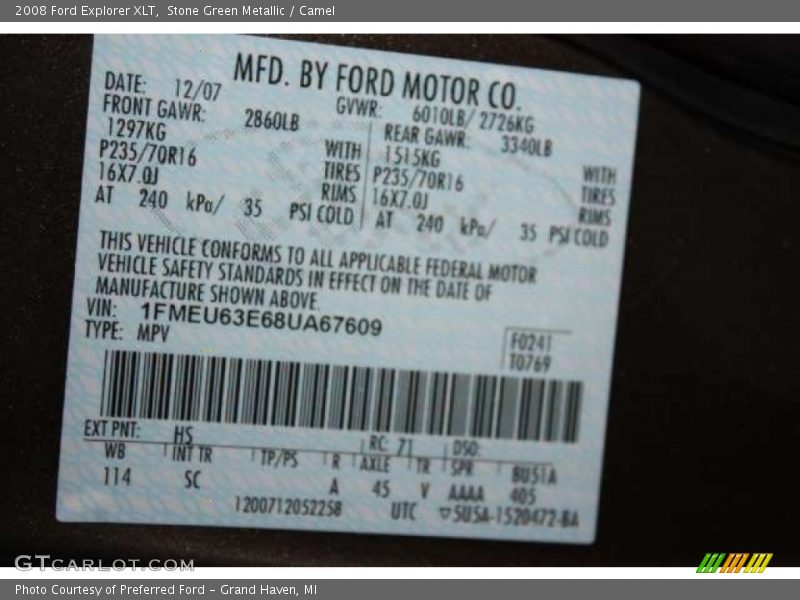 2008 Ford Explorer XLT, Stone Green Metallic / Camel
MFD. BY FORD MOTOR CO.
DATE: 12/07 GVWR: 6010LB/ 2726KG
FRONT GAWR: 2860LB REAR GAWR: 3340LB
1297KG WITH 1515KG WITH
P235/70R16 TIRES P235/70R16 TIRES
16X7.0J RIMS 16X7.0J RIMS
AT 240 kPa/ 35 PSI COLD AT 240 kPa/ 35 PSI COLD
THIS VEHICLE CONFORMS TO ALL APPLICABLE FEDERAL MOTOR
VEHICLE SAFETY STANDARDS IN EFFECT ON THE DATE OF
MANUFACTURE SHOWN ABOVE.
VIN: 1FMEU63E68UA67609
TYPE: MPV
F0241
T0769
EXT PNT: HS RC: 71 DSO:
WB INT TR TP/PS R AXLE TR SPR BUS1A
114 SC A 45 V AAAA 405
1200712052258 UTC ▽5U5A-1520472-BA
GTCarLot.com
Photo Courtesy of Preferred Ford - Grand Haven, MI